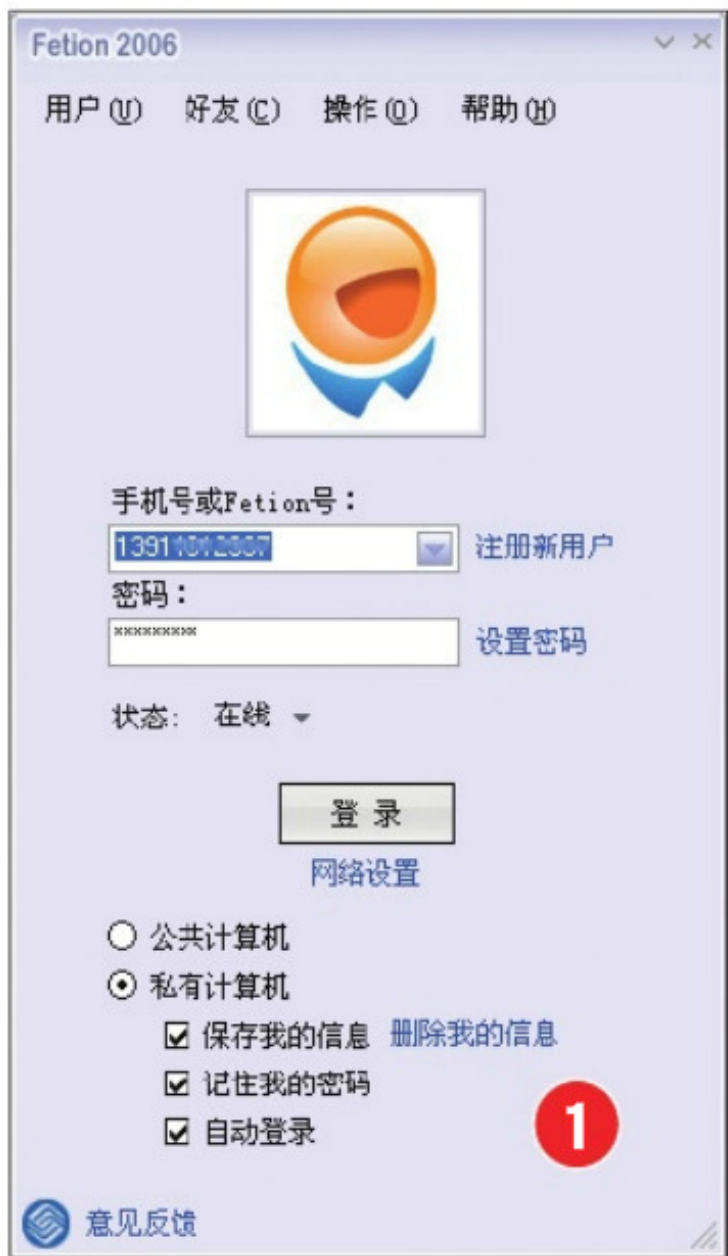 Fetion 2006
用户(U) 好友(C) 操作(O) 帮助(H)
手机号或Fetion号：
注册新用户
密码：
*********
设置密码
状态: 在线
登 录
网络设置
公共计算机
私有计算机
保存我的信息 删除我的信息
记住我的密码
自动登录
1
意见反馈